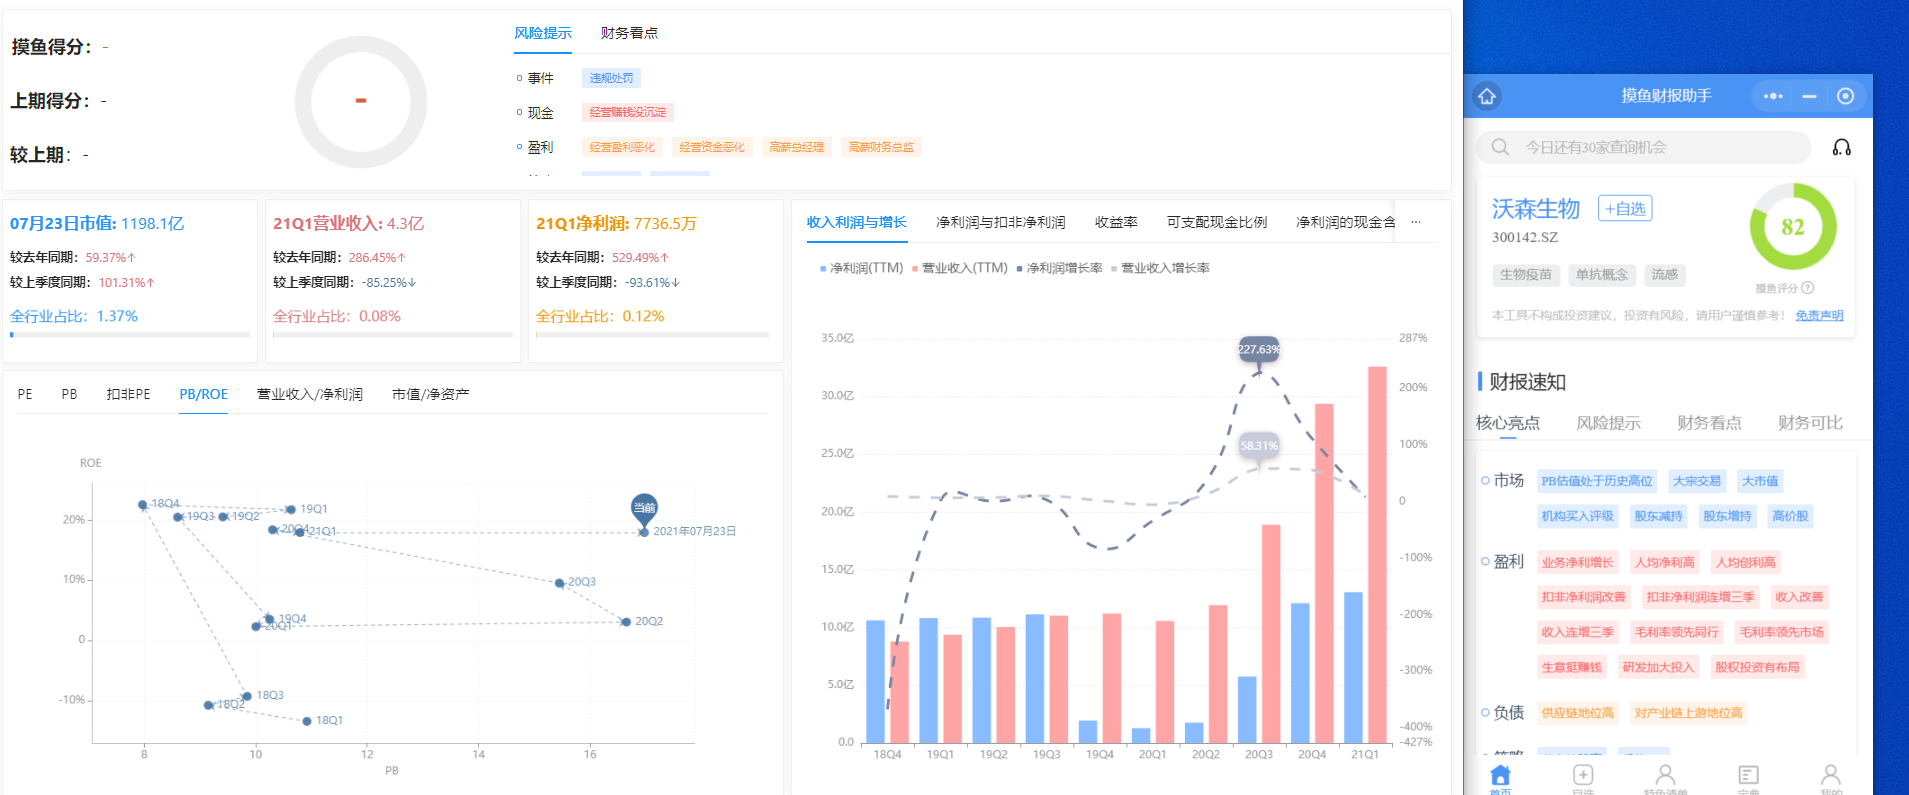 摸鱼得分： -
上期得分： -
较上期： -
-
风险提示 财务看点
事件 违规处罚
现金 经营赚钱没沉淀
盈利 经营盈利恶化 经营资金恶化 高薪总经理 高薪财务总监
07月23日市值: 1198.1亿
较去年同期：59.37%↑
较上季度同期：101.31%↑
全行业占比：1.37%
21Q1营业收入: 4.3亿
较去年同期：286.45%↑
较上季度同期：-85.25%↓
全行业占比：0.08%
21Q1净利润: 7736.5万
较去年同期：529.49%↑
较上季度同期：-93.61%↓
全行业占比：0.12%
PE PB 扣非PE PB/ROE 营业收入/净利润 市值/净资产
ROE
20%
10%
0
-10%
18Q4
19Q1
19Q3
19Q2
20Q4
21Q1
当前
2021年07月23日
20Q3
19Q4
20Q1
20Q2
18Q3
18Q2
18Q1
8 10 12 14 16
PB
收入利润与增长 净利润与扣非净利润 收益率 可支配现金比例 净利润的现金含 ...
净利润(TTM) 营业收入(TTM) 净利润增长率 营业收入增长率
35.0亿
30.0亿
25.0亿
20.0亿
15.0亿
10.0亿
5.0亿
0.0
227.63%
58.31%
287%
200%
100%
0
-100%
-200%
-300%
-400%
-427%
18Q4 19Q1 19Q2 19Q3 19Q4 20Q1 20Q2 20Q3 20Q4 21Q1
摸鱼财报助手
今日还有30家查询机会
沃森生物 +自选
300142.SZ
82
生物疫苗 单抗概念 流感
摸鱼评分 ?
本工具不构成投资建议，投资有风险，请用户谨慎参考！ 免责声明
财报速知
核心亮点 风险提示 财务看点 财务可比
市场 PB估值处于历史高位 大宗交易 大市值
机构买入评级 股东减持 股东增持 高价股
盈利 业务净利增长 人均净利高 人均创利高
扣非净利润改善 扣非净利润连增三季 收入改善
收入连增三季 毛利率领先同行 毛利率领先市场
生意挺赚钱 研发加大投入 股权投资有布局
负债 供应链地位高 对产业链上游地位高